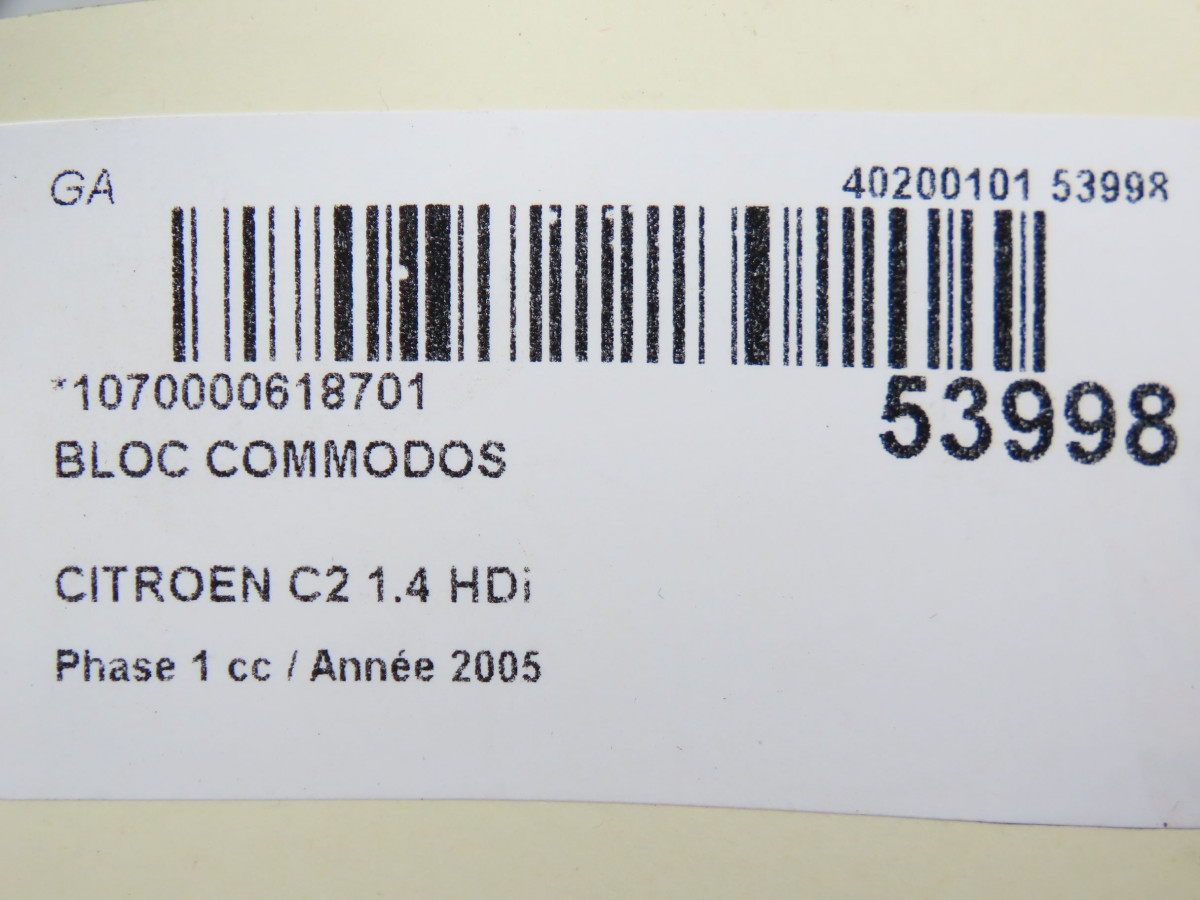 GA 40200101 53998
*1070000618701
53998
BLOC COMMODOS
CITROEN C2 1.4 HDi
Phase 1 cc / Année 2005